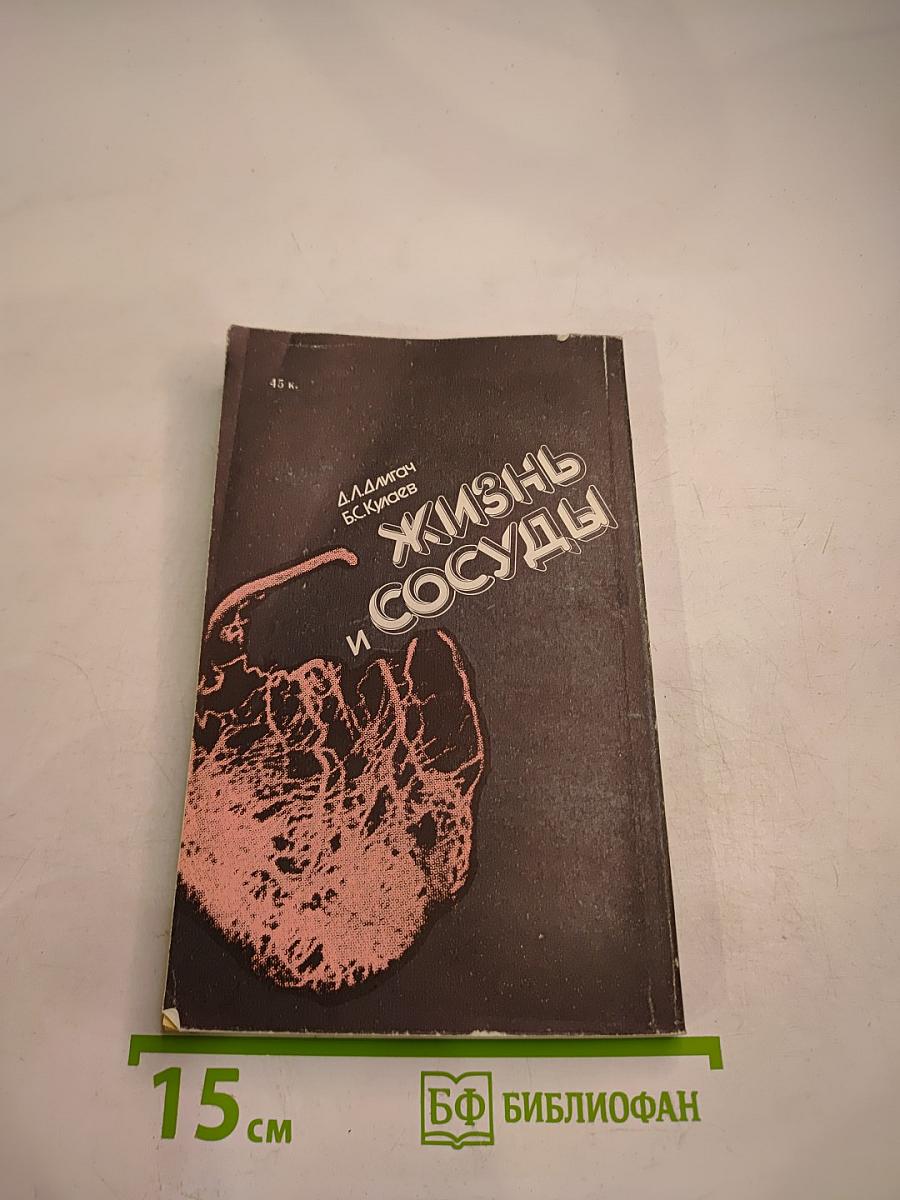 45 к.
Д.Л.Длигач
Б.С.Кулаев
ЖИЗНЬ
и СОСУДЫ
15 см
БФ БИБЛИОФАН